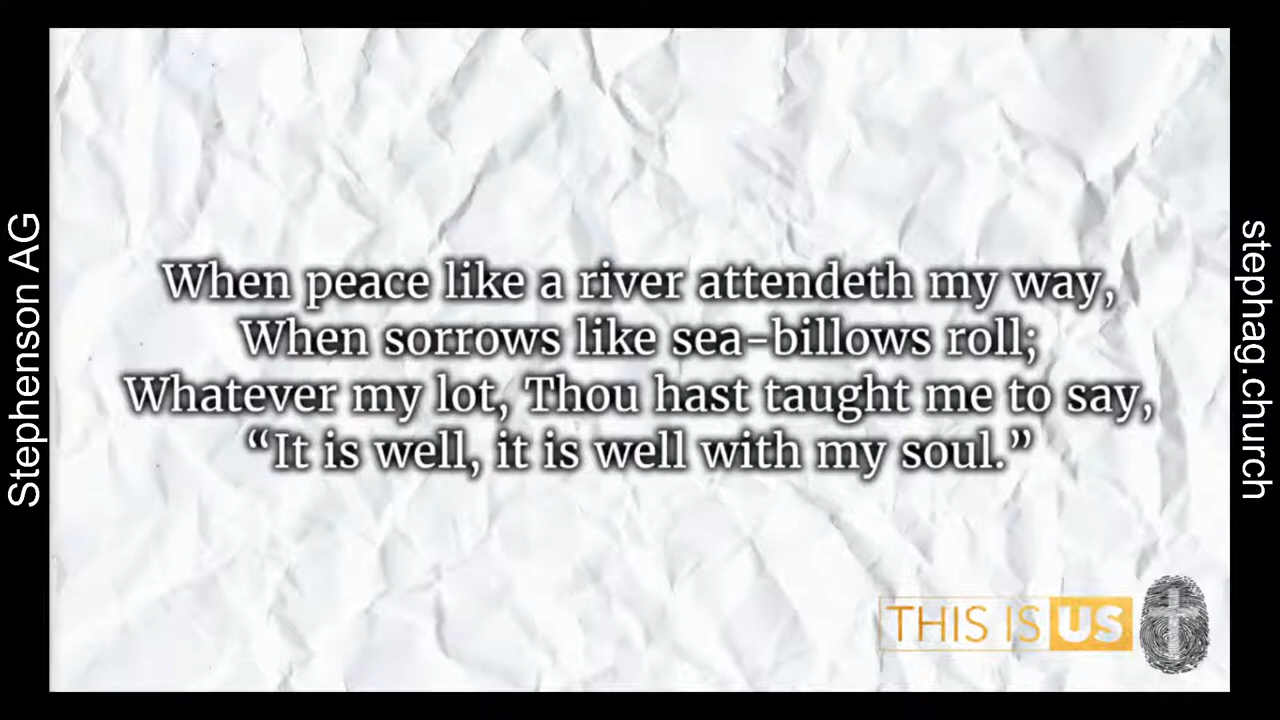 Stephenson AG
When peace like a river attendeth my way,
When sorrows like sea-billows roll;
Whatever my lot, Thou hast taught me to say,
“It is well, it is well with my soul.”
THIS IS US
stephag.church